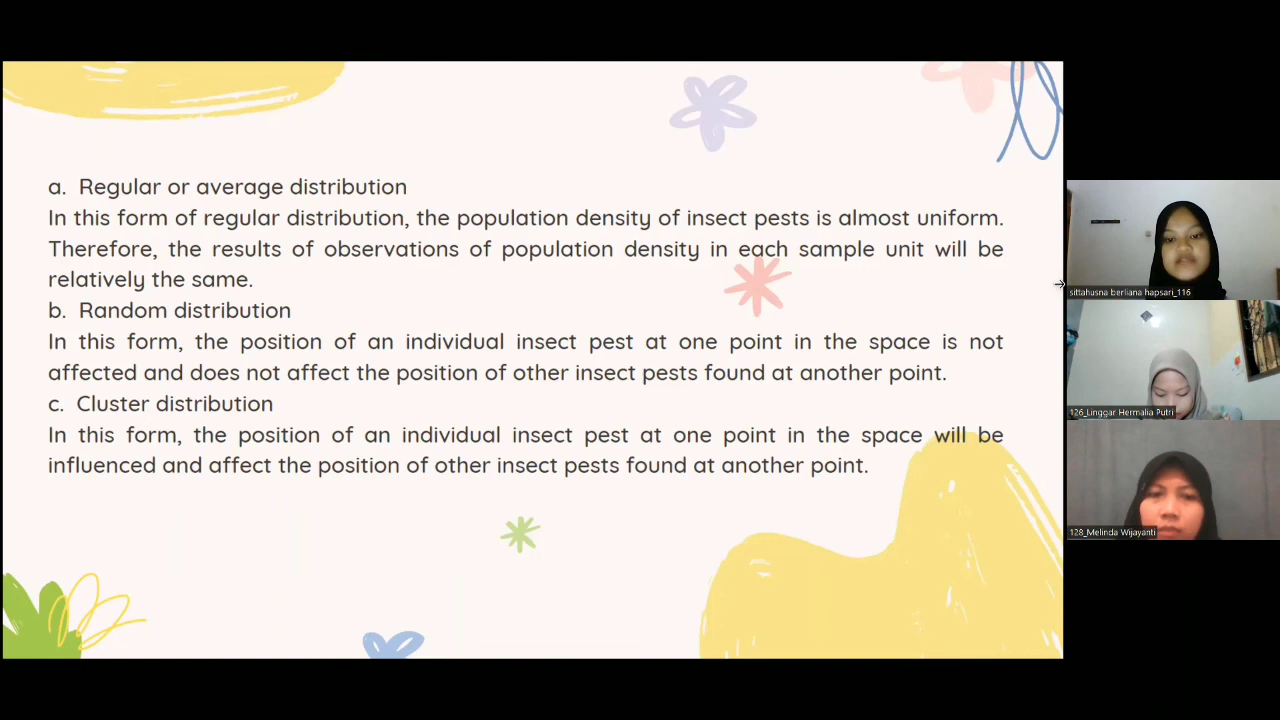 a. Regular or average distribution
In this form of regular distribution, the population density of insect pests is almost uniform.
Therefore, the results of observations of population density in each sample unit will be
relatively the same.
b. Random distribution
In this form, the position of an individual insect pest at one point in the space is not
affected and does not affect the position of other insect pests found at another point.
c. Cluster distribution
In this form, the position of an individual insect pest at one point in the space will be
influenced and affect the position of other insect pests found at another point.
sittahusna berliana hapsari_116
126_Linggar Hermalia Putri
128_Melinda Wijayanti